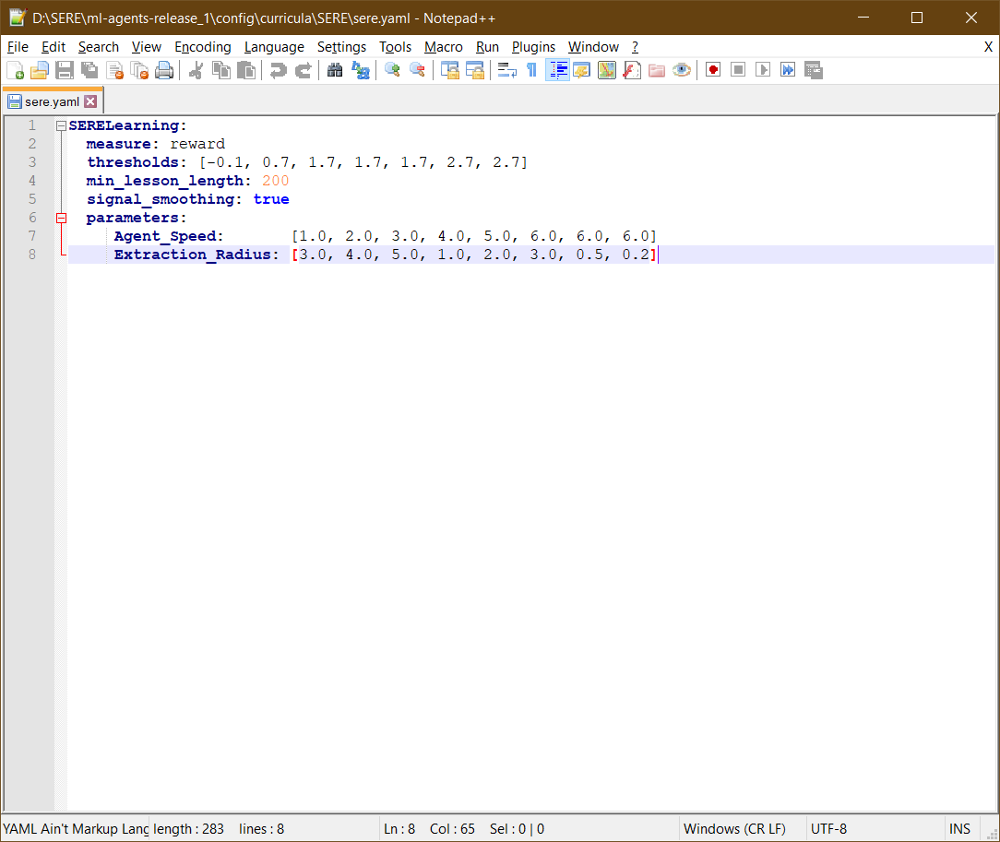 D:\SERE\ml-agents-release_1\config\curricula\SERE\sere.yaml - Notepad++
File Edit Search View Encoding Language Settings Tools Macro Run Plugins Window ? X
sere.yaml
1 SERELearning:
2 measure: reward
3 thresholds: [-0.1, 0.7, 1.7, 1.7, 1.7, 2.7, 2.7]
4 min_lesson_length: 200
5 signal_smoothing: true
6 parameters:
7 Agent_Speed: [1.0, 2.0, 3.0, 4.0, 5.0, 6.0, 6.0, 6.0]
8 Extraction_Radius: [3.0, 4.0, 5.0, 1.0, 2.0, 3.0, 0.5, 0.2]
YAML Ain't Markup Lang length : 283 lines : 8 Ln : 8 Col : 65 Sel : 0 | 0 Windows (CR LF) UTF-8 INS